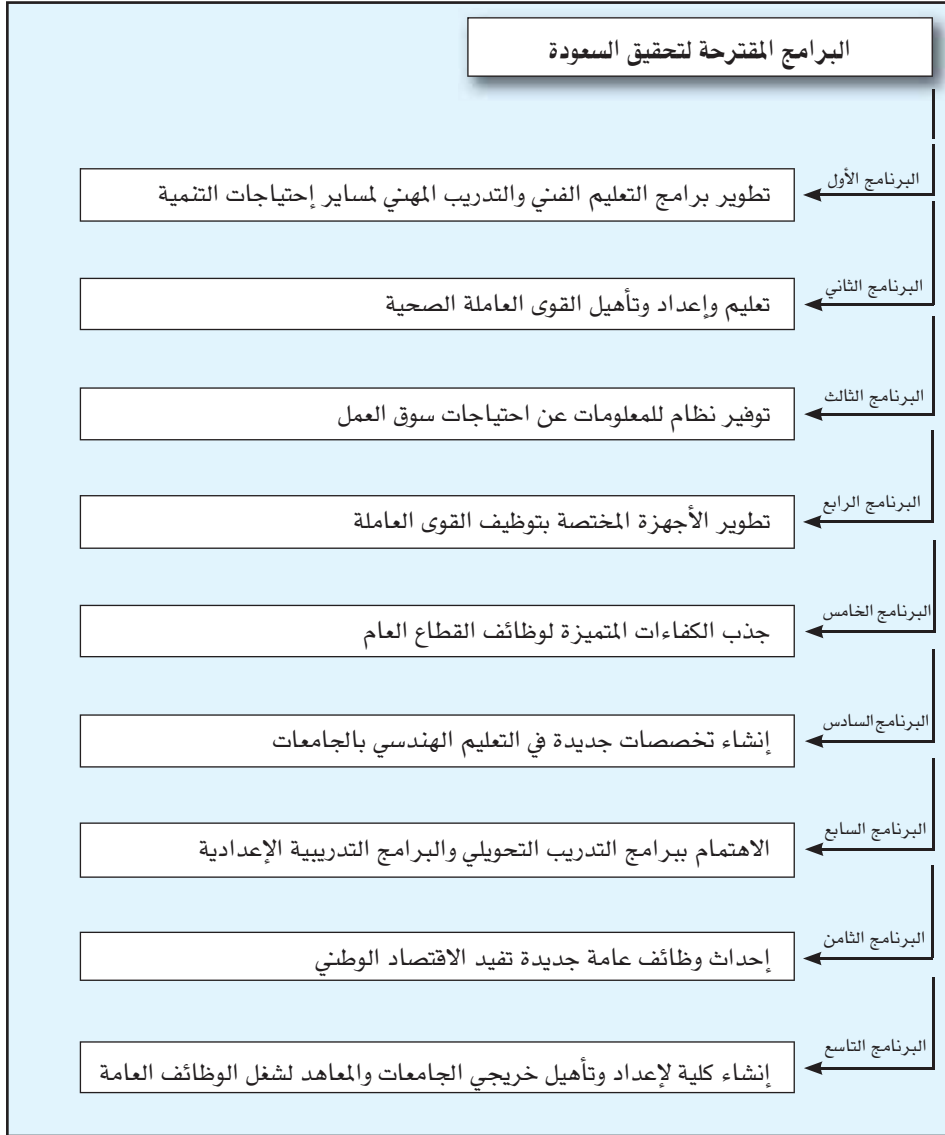 البرامج المقترحة لتحقيق السعودة
البرنامج الأول
تطوير برامج التعليم الفني والتدريب المهني لمساير إحتياجات التنمية
البرنامج الثاني
تعليم وإعداد وتأهيل القوى العاملة الصحية
البرنامج الثالث
توفير نظام للمعلومات عن احتياجات سوق العمل
البرنامج الرابع
تطوير الأجهزة المختصة بتوظيف القوى العاملة
البرنامج الخامس
جذب الكفاءات المتميزة لوظائف القطاع العام
البرنامج السادس
إنشاء تخصصات جديدة في التعليم الهندسي بالجامعات
البرنامج السابع
الاهتمام ببرامج التدريب التحويلي والبرامج التدريبية الإعدادية
البرنامج الثامن
إحداث وظائف عامة جديدة تفيد الاقتصاد الوطني
البرنامج التاسع
إنشاء كلية لإعداد وتأهيل خريجي الجامعات والمعاهد لشغل الوظائف العامة